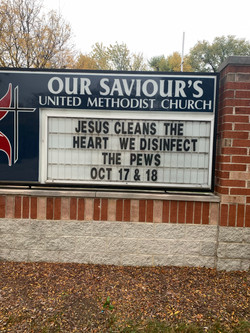 OUR SAVIOUR'S
UNITED METHODIST CHURCH
JESUS CLEANS THE
HEART WE DISINFECT
THE PEWS
OCT 17 & 18